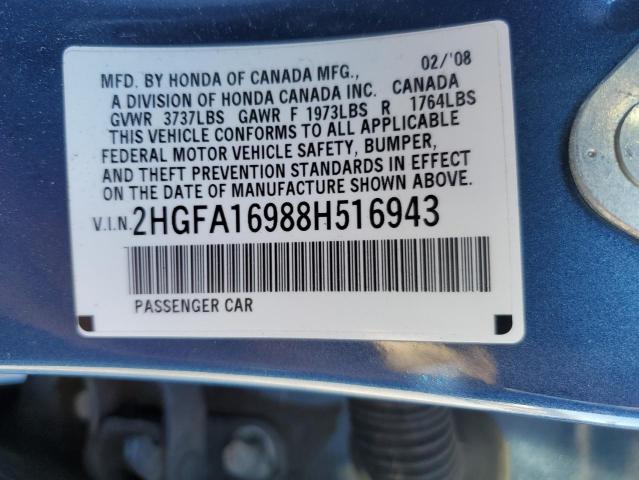 MFD. BY HONDA OF CANADA MFG., 02/'08
A DIVISION OF HONDA CANADA INC. CANADA
GVWR 3737LBS GAWR F 1973LBS R 1764LBS
THIS VEHICLE CONFORMS TO ALL APPLICABLE
FEDERAL MOTOR VEHICLE SAFETY, BUMPER,
AND THEFT PREVENTION STANDARDS IN EFFECT
ON THE DATE OF MANUFACTURE SHOWN ABOVE.
V.I.N. 2HGFA16988H516943
PASSENGER CAR